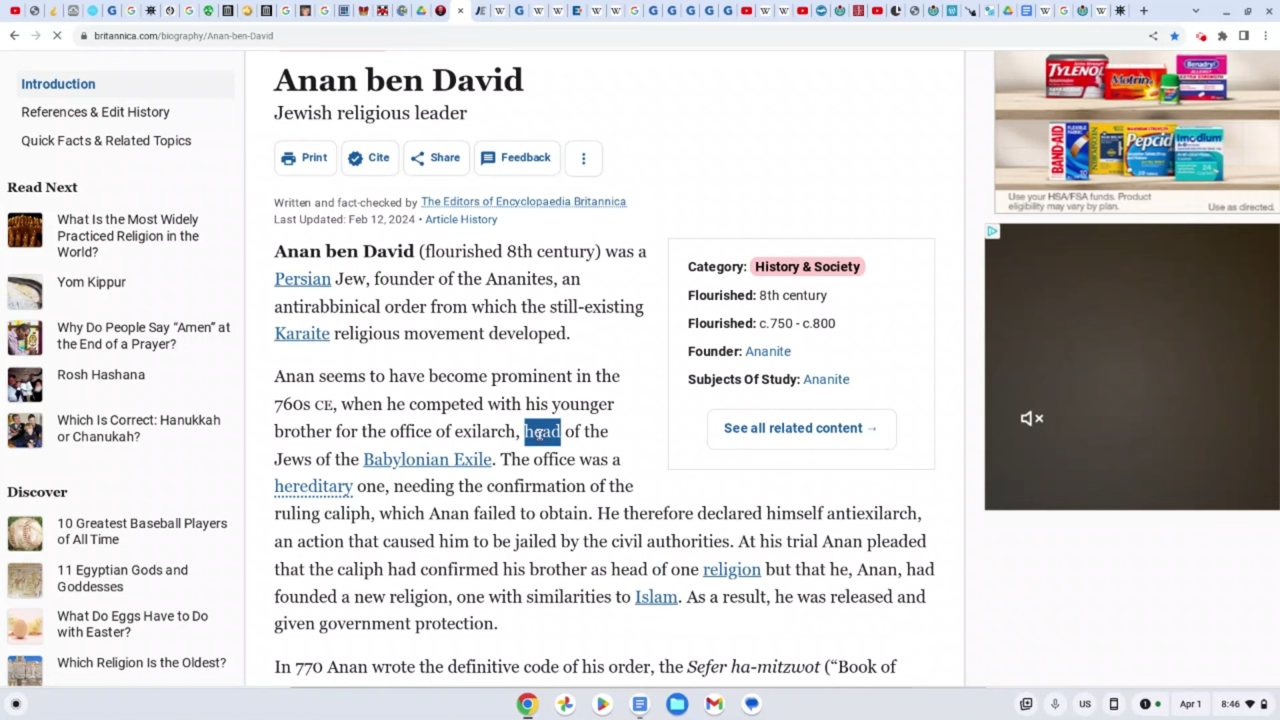 britannica.com/biography/Anan-ben-David
Introduction
References & Edit History
Quick Facts & Related Topics
Read Next
What Is the Most Widely
Practiced Religion in the
World?
Yom Kippur
Why Do People Say “Amen” at
the End of a Prayer?
Rosh Hashana
Which Is Correct: Hanukkah
or Chanukah?
Discover
10 Greatest Baseball Players
of All Time
11 Egyptian Gods and
Goddesses
What Do Eggs Have to Do
with Easter?
Which Religion Is the Oldest?
Anan ben David
Jewish religious leader
Print
Cite
Share
Feedback
Written and fact-checked by The Editors of Encyclopaedia Britannica
Last Updated: Feb 12, 2024 • Article History
Anan ben David (flourished 8th century) was a
Persian Jew, founder of the Ananites, an
antirabbinical order from which the still-existing
Karaite religious movement developed.
Anan seems to have become prominent in the
760s CE, when he competed with his younger
brother for the office of exilarch, head of the
Jews of the Babylonian Exile. The office was a
hereditary one, needing the confirmation of the
ruling caliph, which Anan failed to obtain. He therefore declared himself antiexilarch,
an action that caused him to be jailed by the civil authorities. At his trial Anan pleaded
that the caliph had confirmed his brother as head of one religion but that he, Anan, had
founded a new religion, one with similarities to Islam. As a result, he was released and
given government protection.
In 770 Anan wrote the definitive code of his order, the Sefer ha-mitzwot (“Book of
Category: History & Society
Flourished: 8th century
Flourished: c.750 - c.800
Founder: Ananite
Subjects Of Study: Ananite
See all related content →
TYLENOL
Motrin
Benadryl
BAND-AID
Pepcid
Imodium
Use your HSA/FSA funds. Product
eligibility may vary by plan.
Use as directed.
US
1
Apr 1
8:46